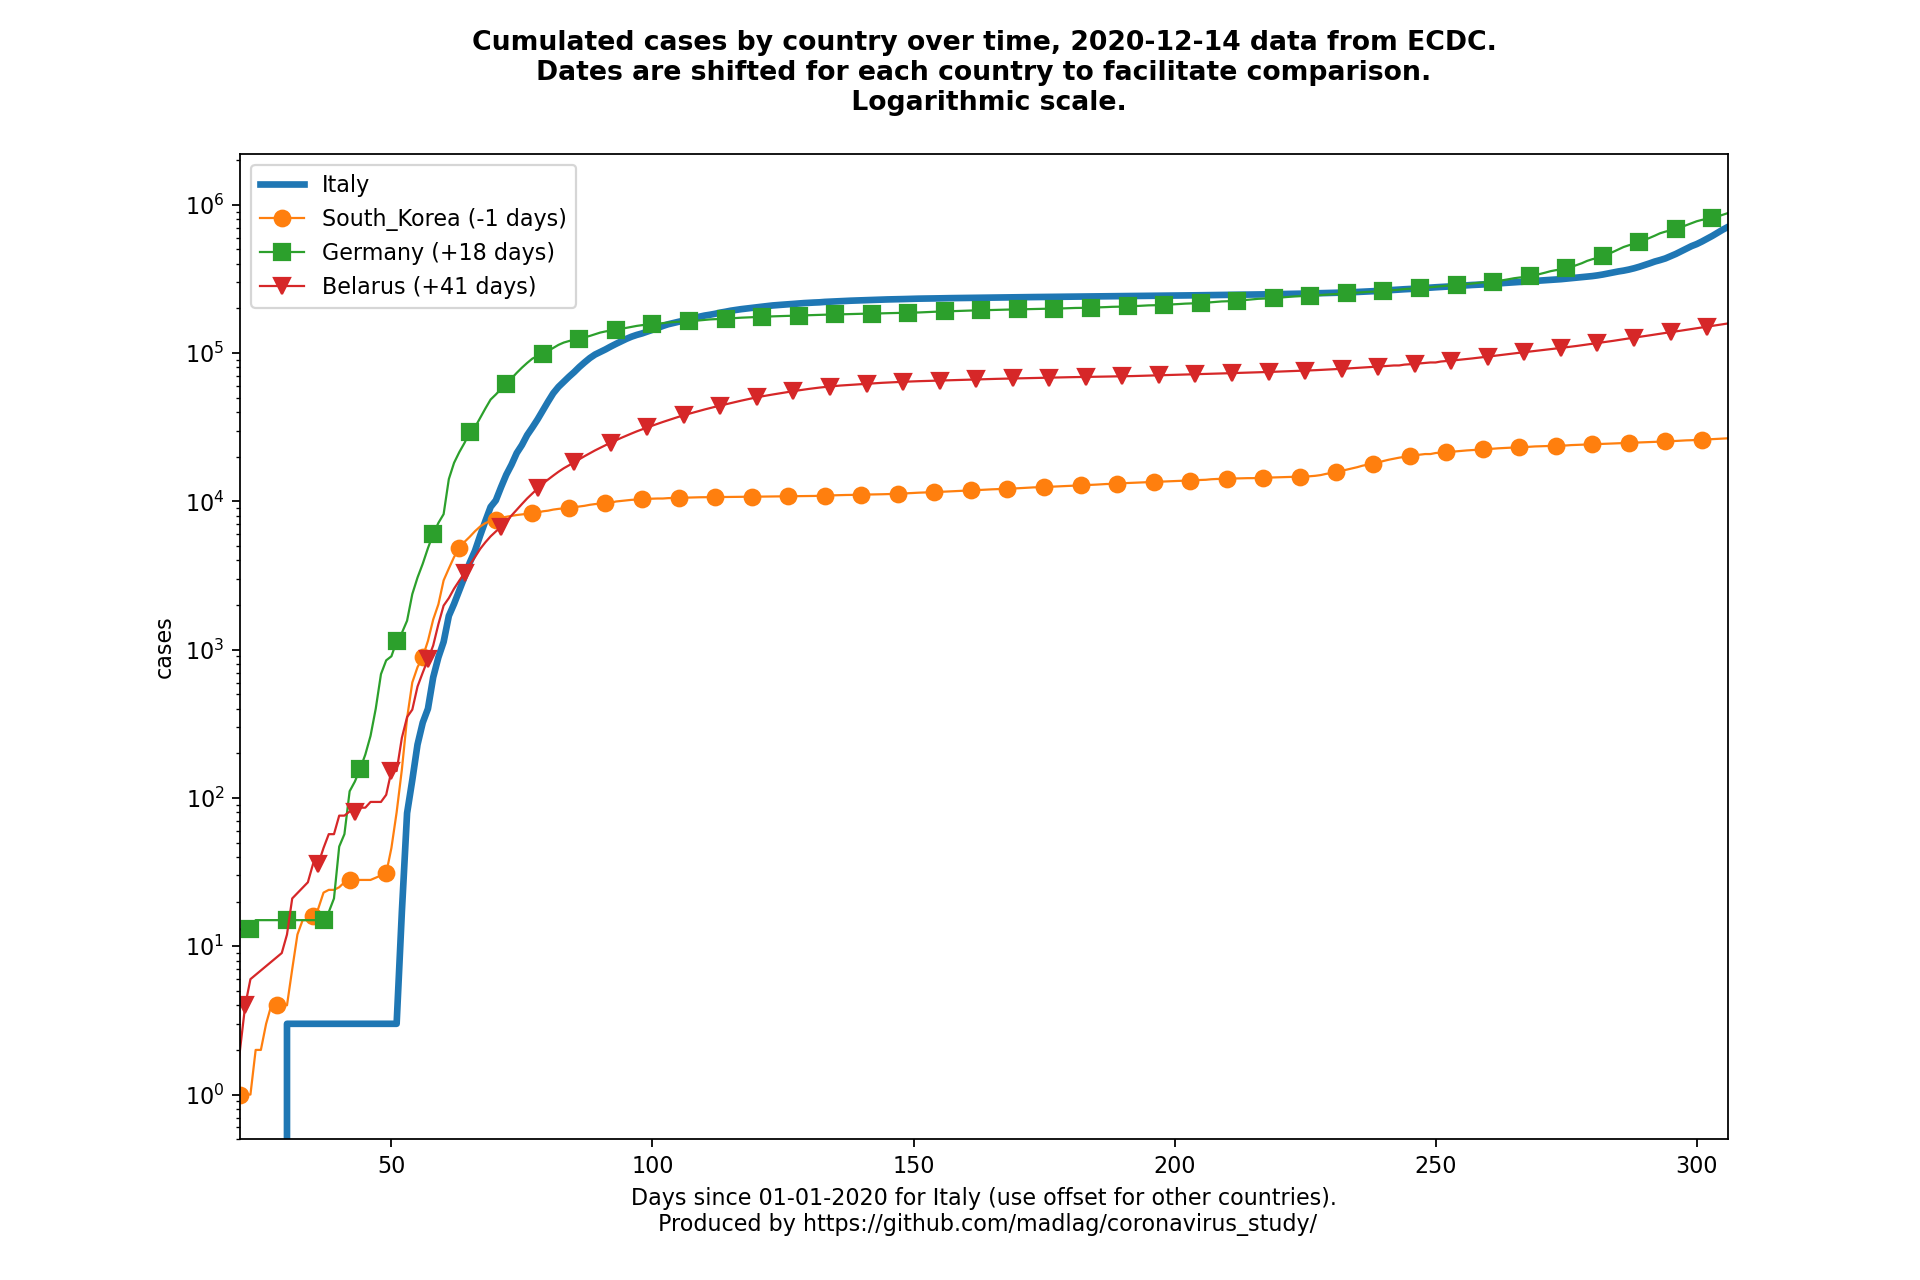 Cumulated cases by country over time, 2020-12-14 data from ECDC.
Dates are shifted for each country to facilitate comparison.
Logarithmic scale.
Italy
South_Korea (-1 days)
Germany (+18 days)
Belarus (+41 days)
10^6
10^5
10^4
10^3
10^2
10^1
10^0
cases
50 100 150 200 250 300
Days since 01-01-2020 for Italy (use offset for other countries).
Produced by https://github.com/madlag/coronavirus_study/